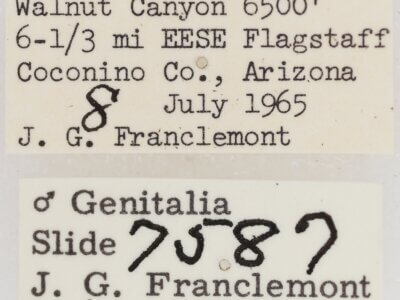 Walnut Canyon 6500'
6-1/3 mi EESE Flagstaff
Coconino Co., Arizona
8 July 1965
J. G. Franclemont
♂ Genitalia
Slide 7587
J. G. Franclemont